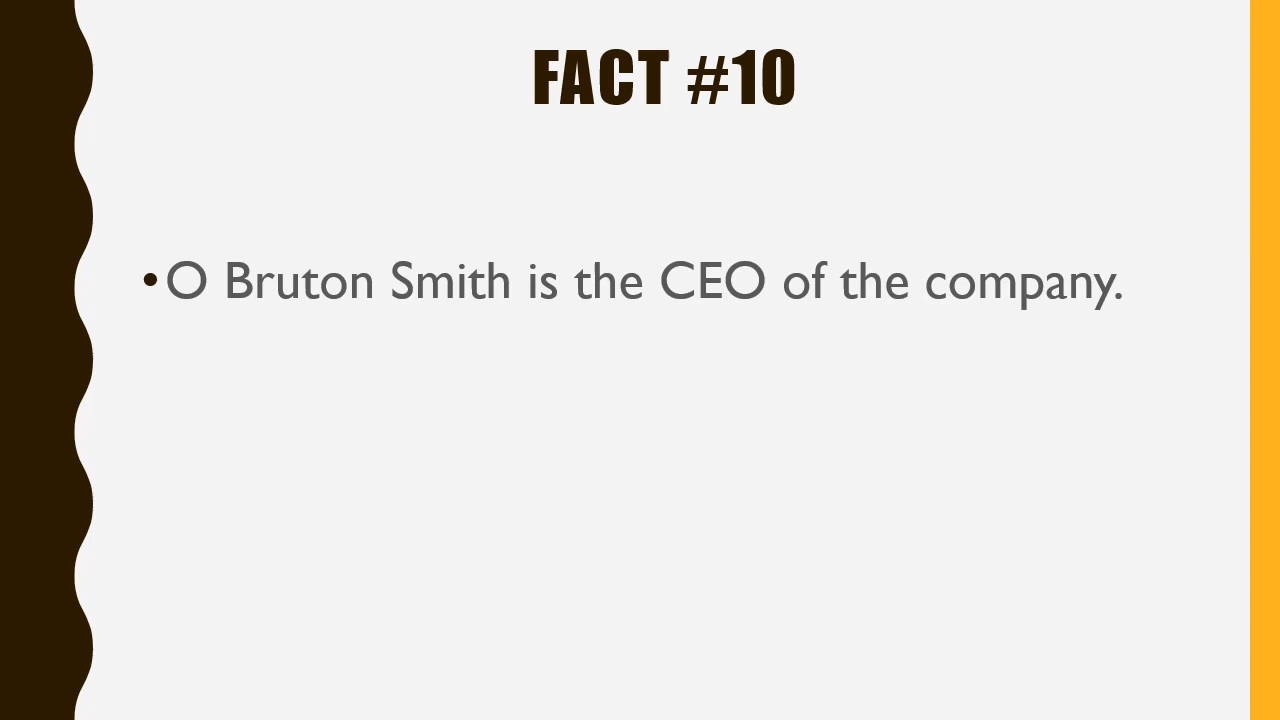 FACT #10
•O Bruton Smith is the CEO of the company.